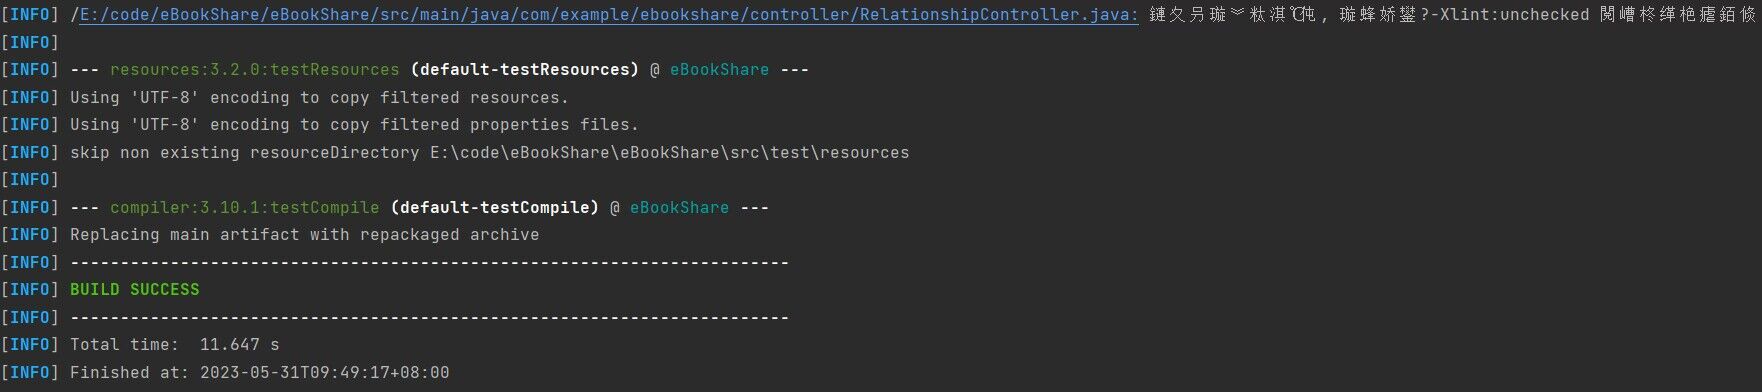 [INFO] /E:/code/eBookShare/eBookShare/src/main/java/com/example/ebookshare/controller/RelationshipController.java: 鏈夊叧璇︾粏淇℃伅, 璇蜂娇鐢?-Xlint:unchecked 閲嶆柊缂栬瘧銆
[INFO]
[INFO] --- resources:3.2.0:testResources (default-testResources) @ eBookShare ---
[INFO] Using 'UTF-8' encoding to copy filtered resources.
[INFO] Using 'UTF-8' encoding to copy filtered properties files.
[INFO] skip non existing resourceDirectory E:\code\eBookShare\eBookShare\src\test\resources
[INFO]
[INFO] --- compiler:3.10.1:testCompile (default-testCompile) @ eBookShare ---
[INFO] Replacing main artifact with repackaged archive
[INFO] ------------------------------------------------------------------------
[INFO] BUILD SUCCESS
[INFO] ------------------------------------------------------------------------
[INFO] Total time:  11.647 s
[INFO] Finished at: 2023-05-31T09:49:17+08:00